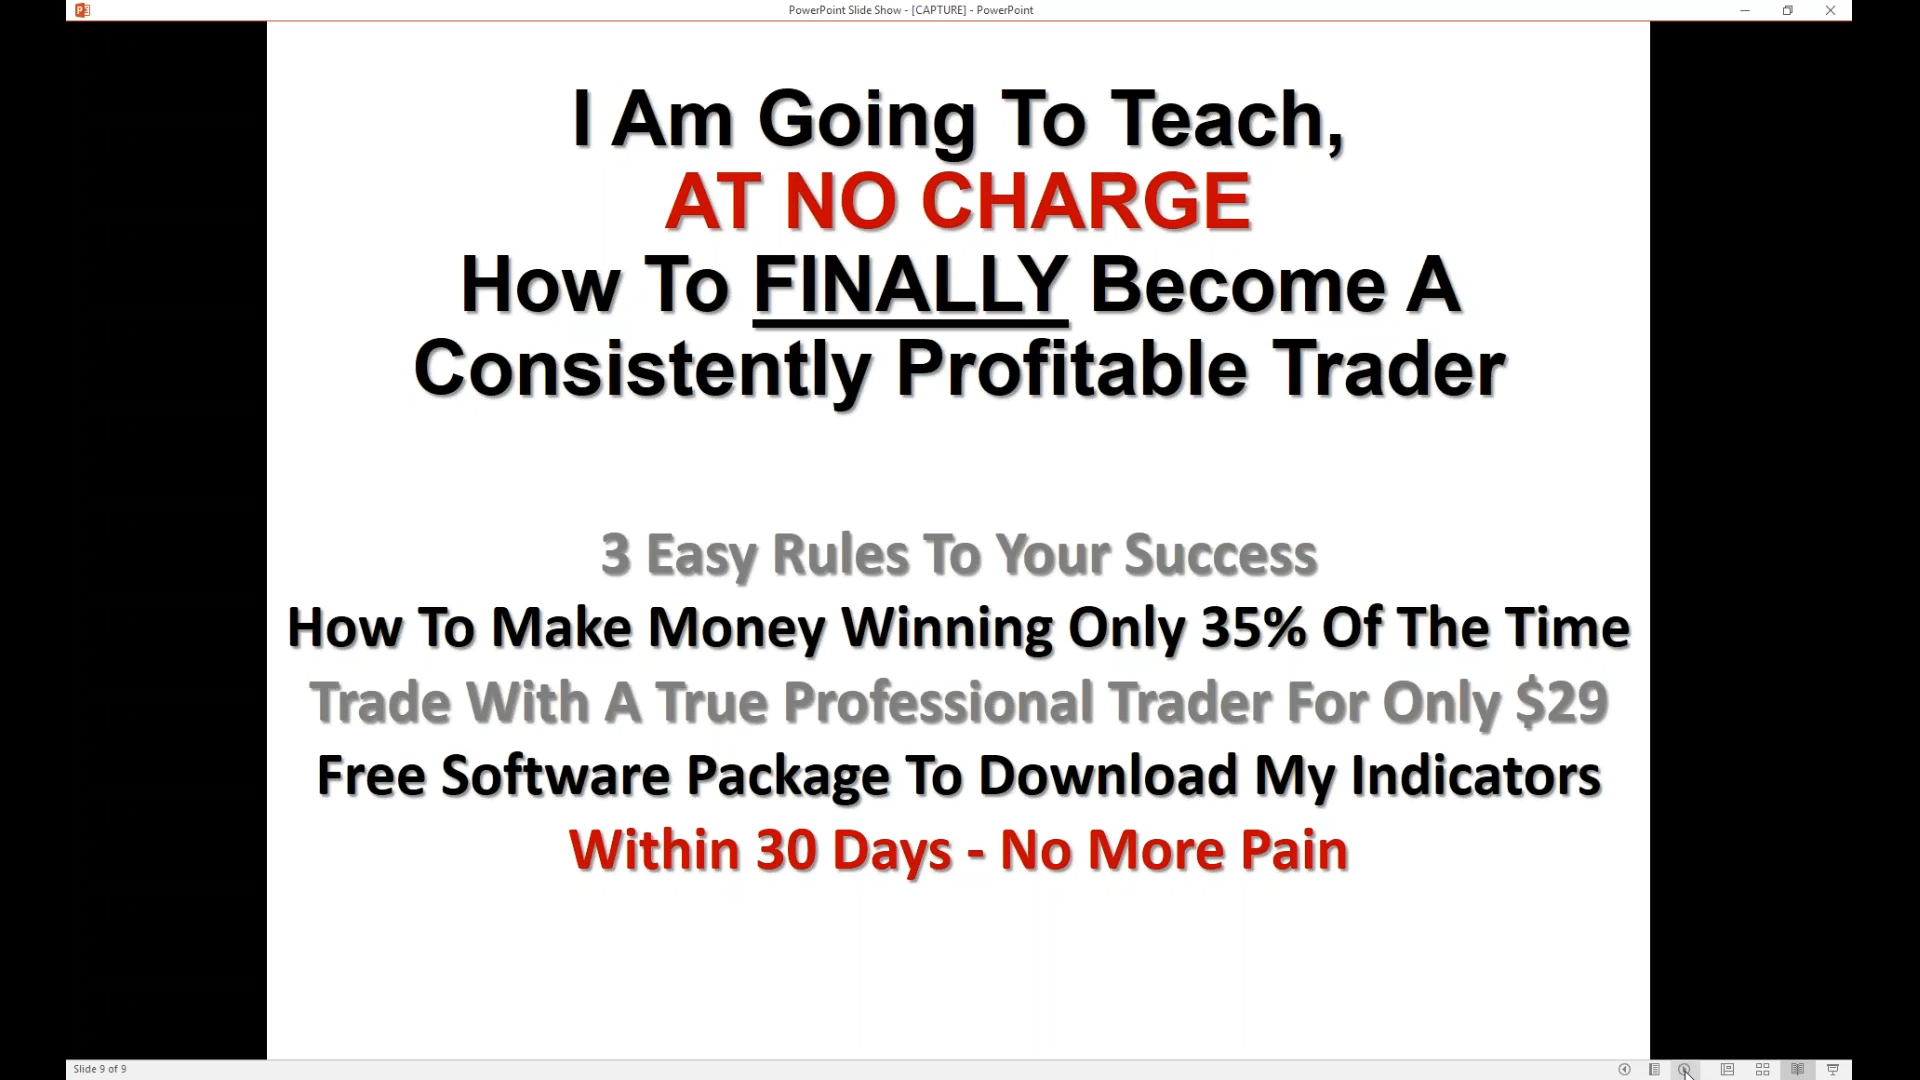 PowerPoint Slide Show - [CAPTURE] - PowerPoint
I Am Going To Teach,
AT NO CHARGE
How To FINALLY Become A
Consistently Profitable Trader
3 Easy Rules To Your Success
How To Make Money Winning Only 35% Of The Time
Trade With A True Professional Trader For Only $29
Free Software Package To Download My Indicators
Within 30 Days - No More Pain
Slide 9 of 9